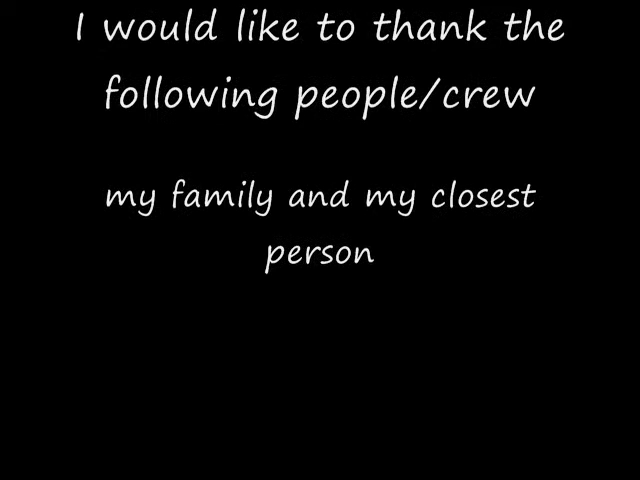 I would like to thank the
following people/crew
my family and my closest
person